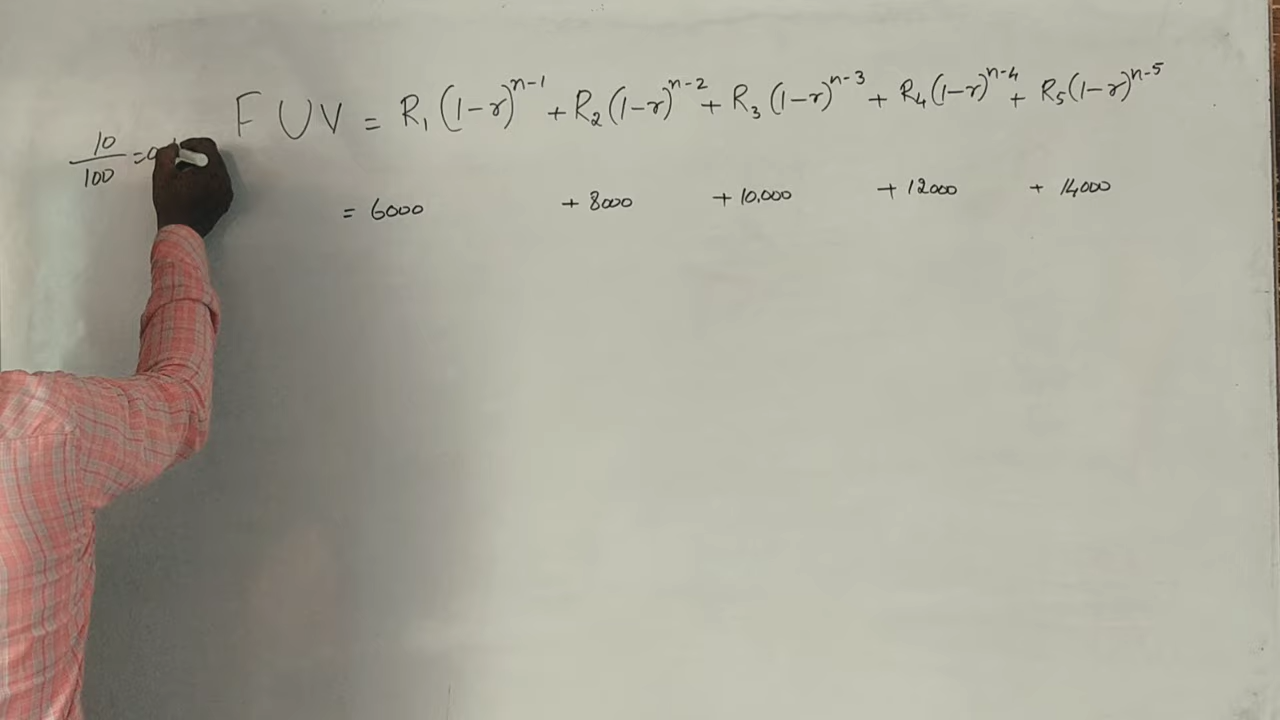 FUV = R₁(1-r)ⁿ⁻¹ + R₂(1-r)ⁿ⁻² + R₃(1-r)ⁿ⁻³ + R₄(1-r)ⁿ⁻⁴ + R₅(1-r)ⁿ⁻⁵
10/100 =
= 6000 + 8000 + 10,000 + 12000 + 14000